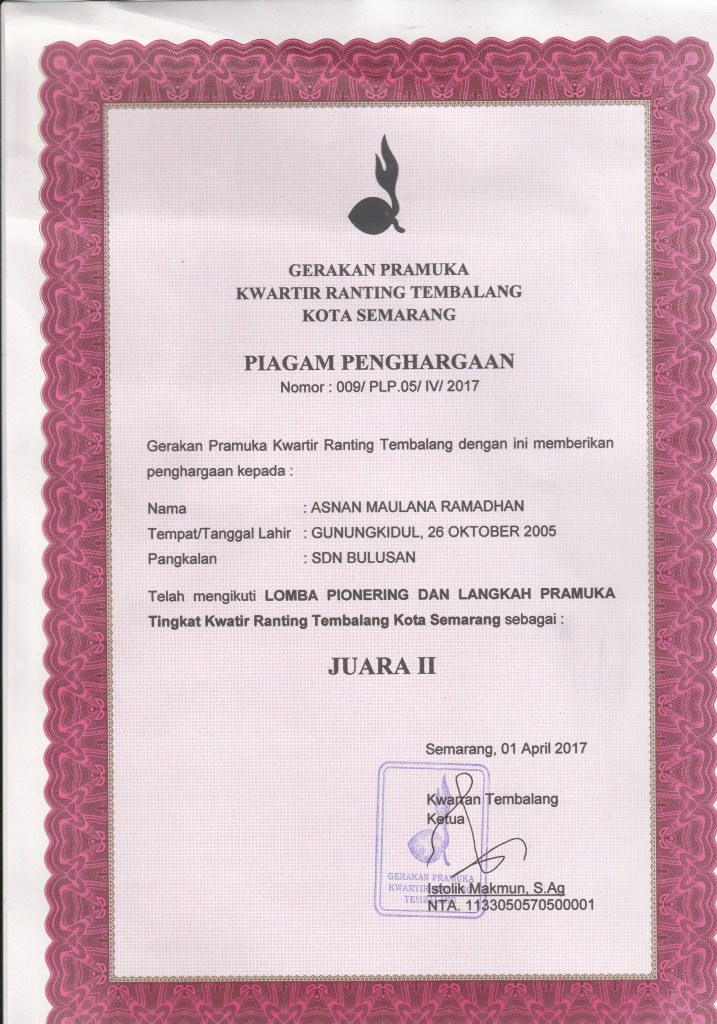 GERAKAN PRAMUKA
KWARTIR RANTING TEMBALANG
KOTA SEMARANG
PIAGAM PENGHARGAAN
Nomor : 009/ PLP.05/ IV/ 2017
Gerakan Pramuka Kwartir Ranting Tembalang dengan ini memberikan
penghargaan kepada :
Nama : ASNAN MAULANA RAMADHAN
Tempat/Tanggal Lahir : GUNUNGKIDUL, 26 OKTOBER 2005
Pangkalan : SDN BULUSAN
Telah mengikuti LOMBA PIONERING DAN LANGKAH PRAMUKA
Tingkat Kwatir Ranting Tembalang Kota Semarang sebagai :
JUARA II
Semarang, 01 April 2017
Kwarran Tembalang
Ketua
GERAKAN PRAMUKA
Istolik Makmun, S.Ag
NTA. 1133050570500001